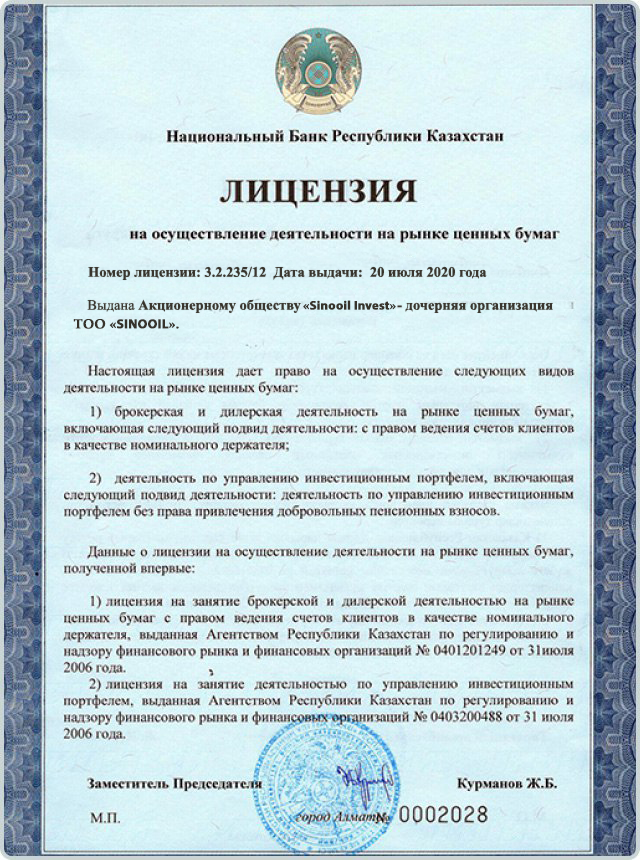 Национальный Банк Республики Казахстан
ЛИЦЕНЗИЯ
на осуществление деятельности на рынке ценных бумаг
Номер лицензии: 3.2.235/12 Дата выдачи: 20 июля 2020 года
Выдана Акционерному обществу «Sinooil Invest»- дочерняя организация
ТОО «SINOOIL».
Настоящая лицензия дает право на осуществление следующих видов
деятельности на рынке ценных бумаг:
1) брокерская и дилерская деятельность на рынке ценных бумаг,
включающая следующий подвид деятельности: с правом ведения счетов клиентов
в качестве номинального держателя;
2) деятельность по управлению инвестиционным портфелем, включающая
следующий подвид деятельности: деятельность по управлению инвестиционным
портфелем без права привлечения добровольных пенсионных взносов.
Данные о лицензии на осуществление деятельности на рынке ценных бумаг,
полученной впервые:
1) лицензия на занятие брокерской и дилерской деятельностью на рынке
ценных бумаг с правом ведения счетов клиентов в качестве номинального
держателя, выданная Агентством Республики Казахстан по регулированию и
надзору финансового рынка и финансовых организаций № 0401201249 от 31июля
2006 года.
2) лицензия на занятие деятельностью по управлению инвестиционным
портфелем, выданная Агентством Республики Казахстан по регулированию и
надзору финансового рынка и финансовых организаций № 0403200488 от 31 июля
2006 года.
Заместитель Председателя Курманов Ж.Б.
М.П. город Алматы № 0002028